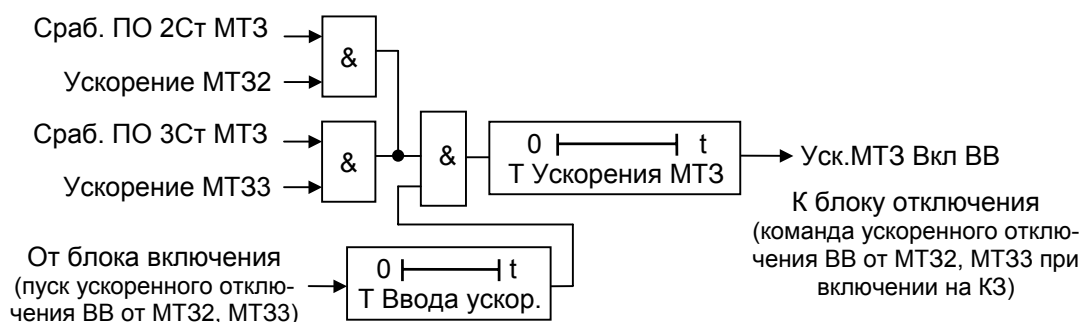 Сраб. ПО 2Ст МТЗ
&
Ускорение МТЗ2
Сраб. ПО 3Ст МТЗ
&
Ускорение МТЗ3
&
0 t
Т Ускорения МТЗ
Уск.МТЗ Вкл ВВ
К блоку отключения
(команда ускоренного отклю-
чения ВВ от МТЗ2, МТЗ3 при
включении на КЗ)
От блока включения
(пуск ускоренного отклю-
чения ВВ от МТЗ2, МТЗ3)
0 t
Т Ввода ускор.